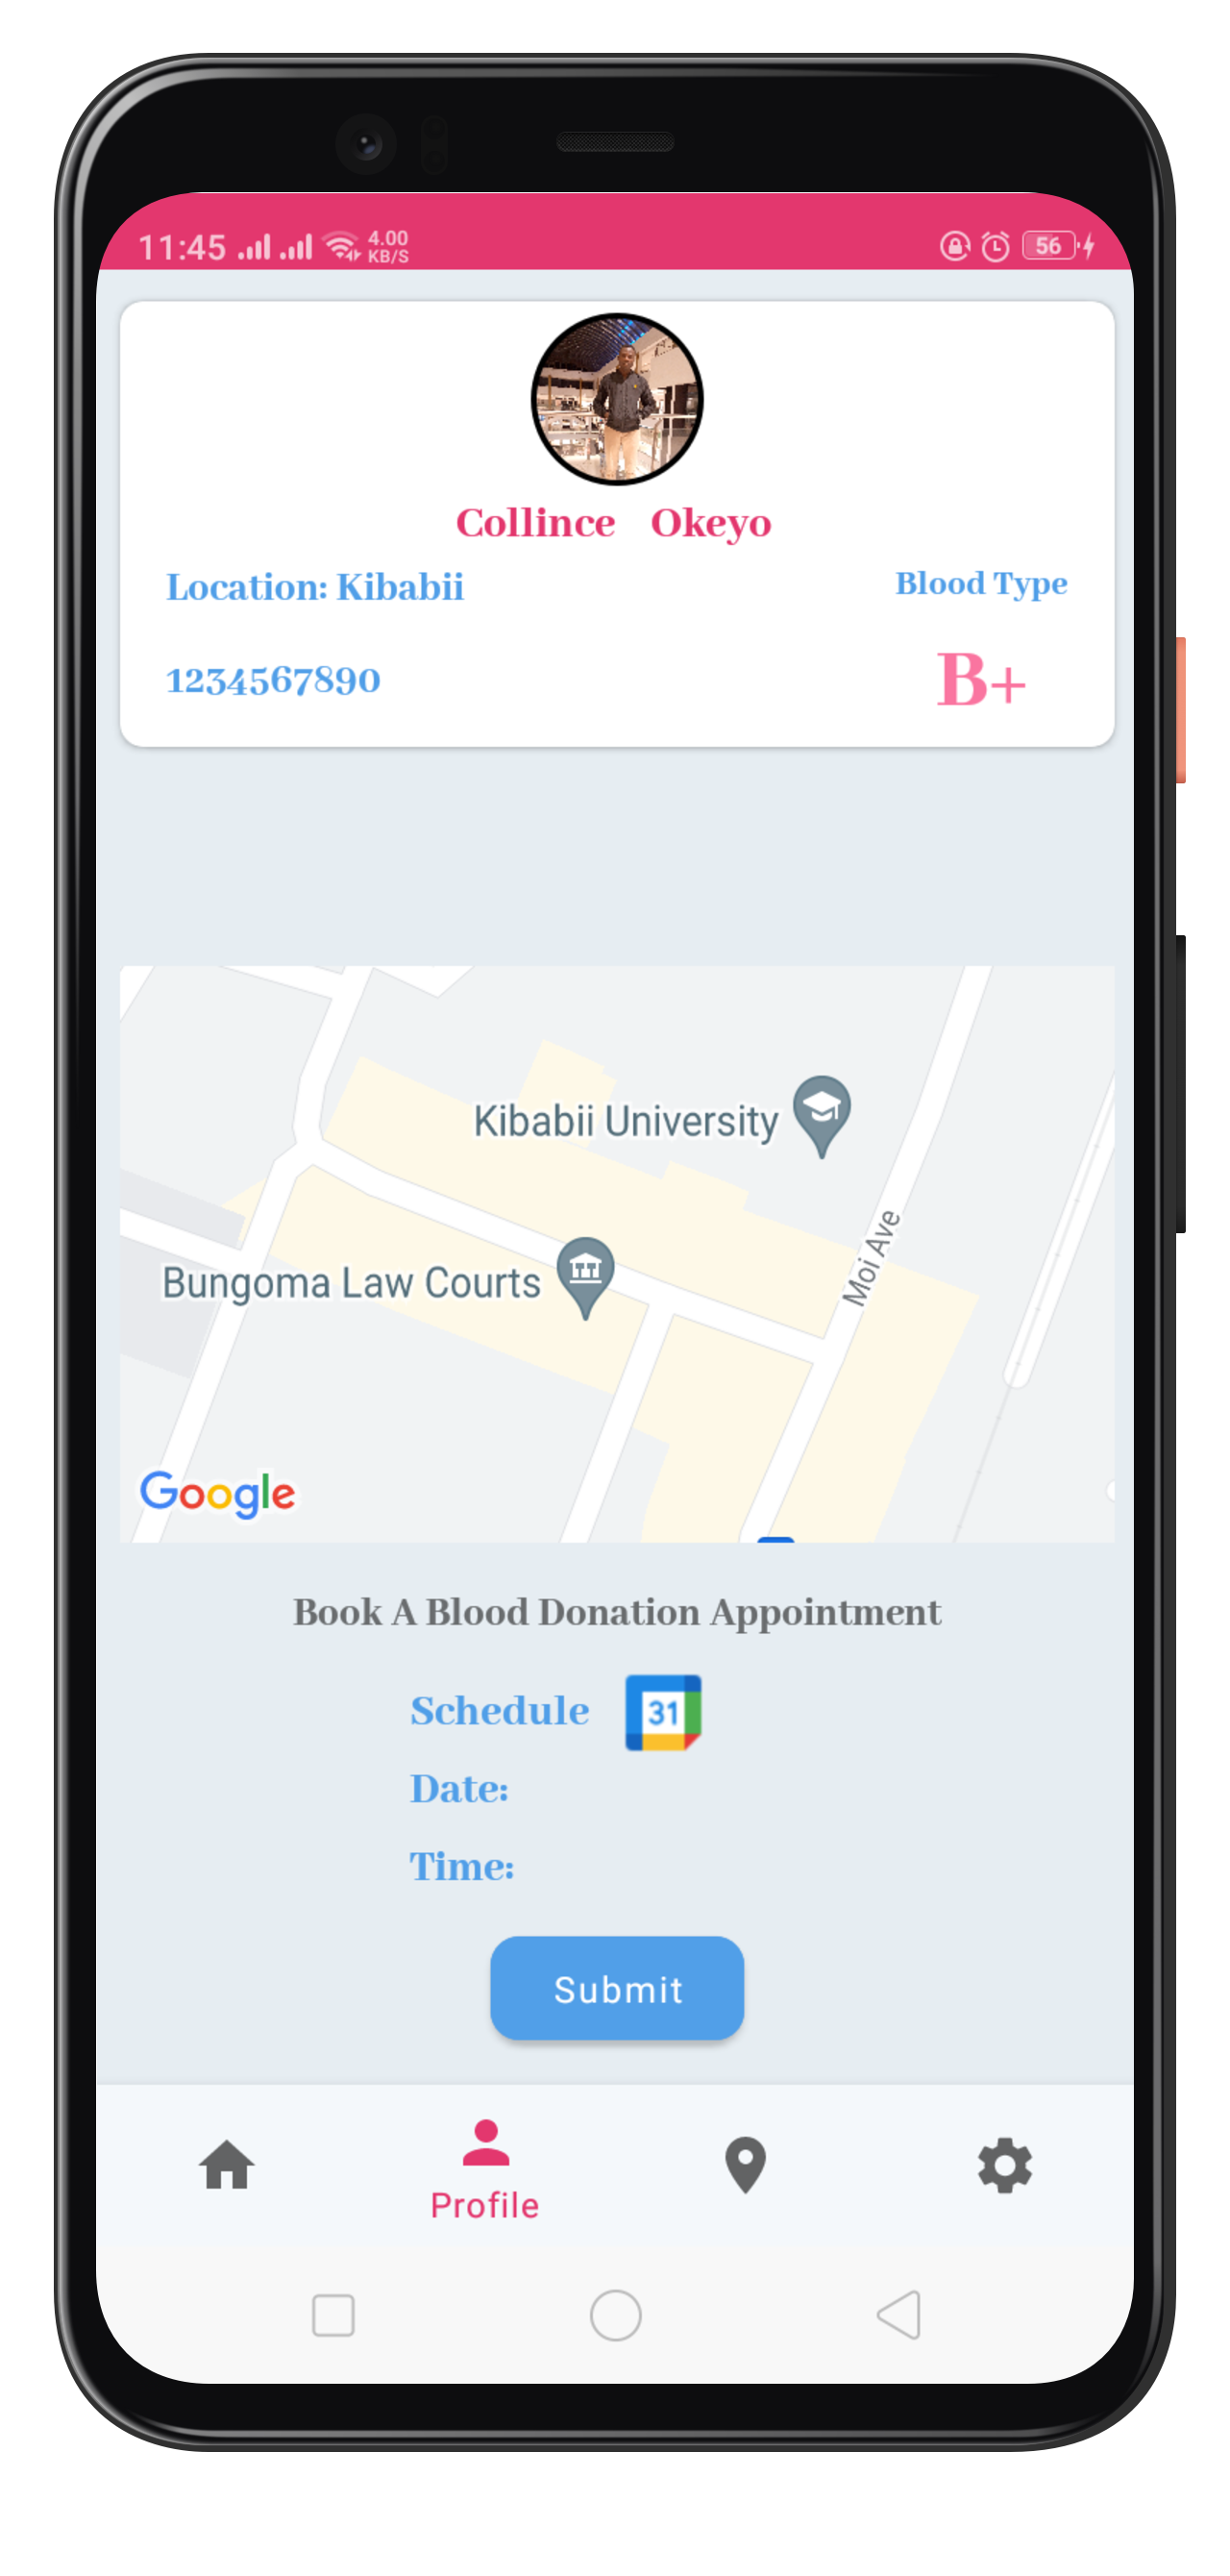 11:45 4.00 KB/S 56
Collince Okeyo
Location: Kibabii
Blood Type
1234567890
B+
Kibabii University
Moi Ave
Bungoma Law Courts
Google
Book A Blood Donation Appointment
Schedule 31
Date:
Time:
Submit
Profile